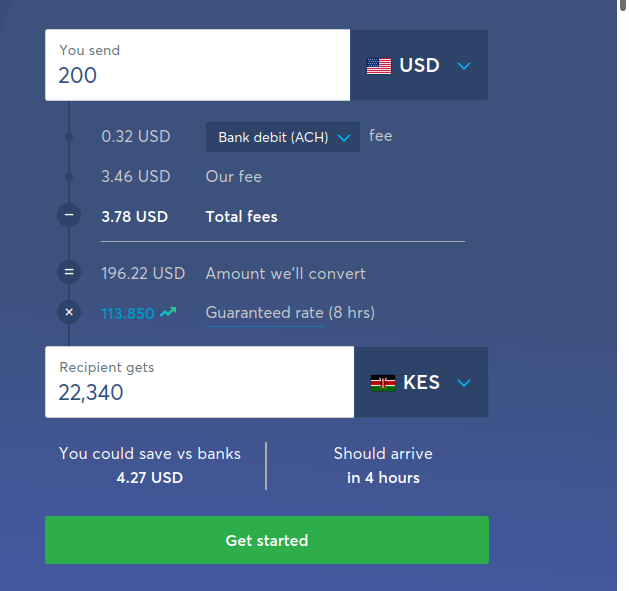 You send
200 USD
0.32 USD Bank debit (ACH) fee
3.46 USD Our fee
− 3.78 USD Total fees
= 196.22 USD Amount we'll convert
× 113.850 Guaranteed rate (8 hrs)
Recipient gets
22,340 KES
You could save vs banks Should arrive
4.27 USD in 4 hours
Get started